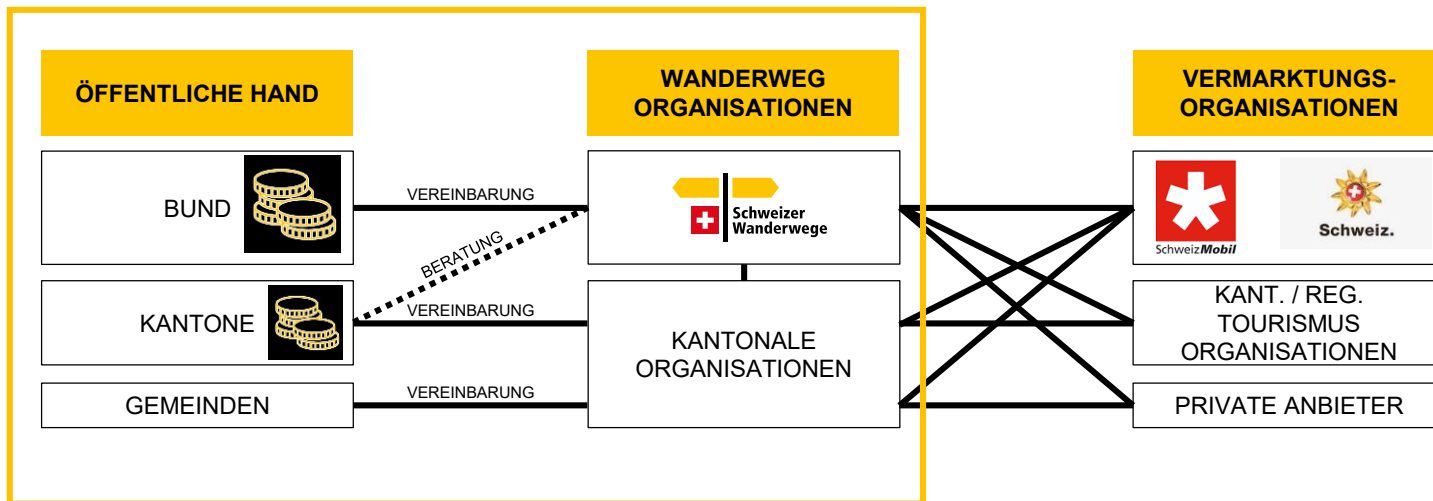 ÖFFENTLICHE HAND
WANDERWEG
ORGANISATIONEN
VERMARKTUNGS-
ORGANISATIONEN
BUND
VEREINBARUNG
Schweizer
Wanderwege
SchweizMobil
Schweiz.
BERATUNG
KANTONE
VEREINBARUNG
KANTONALE
ORGANISATIONEN
KANT. / REG.
TOURISMUS
ORGANISATIONEN
GEMEINDEN
VEREINBARUNG
PRIVATE ANBIETER